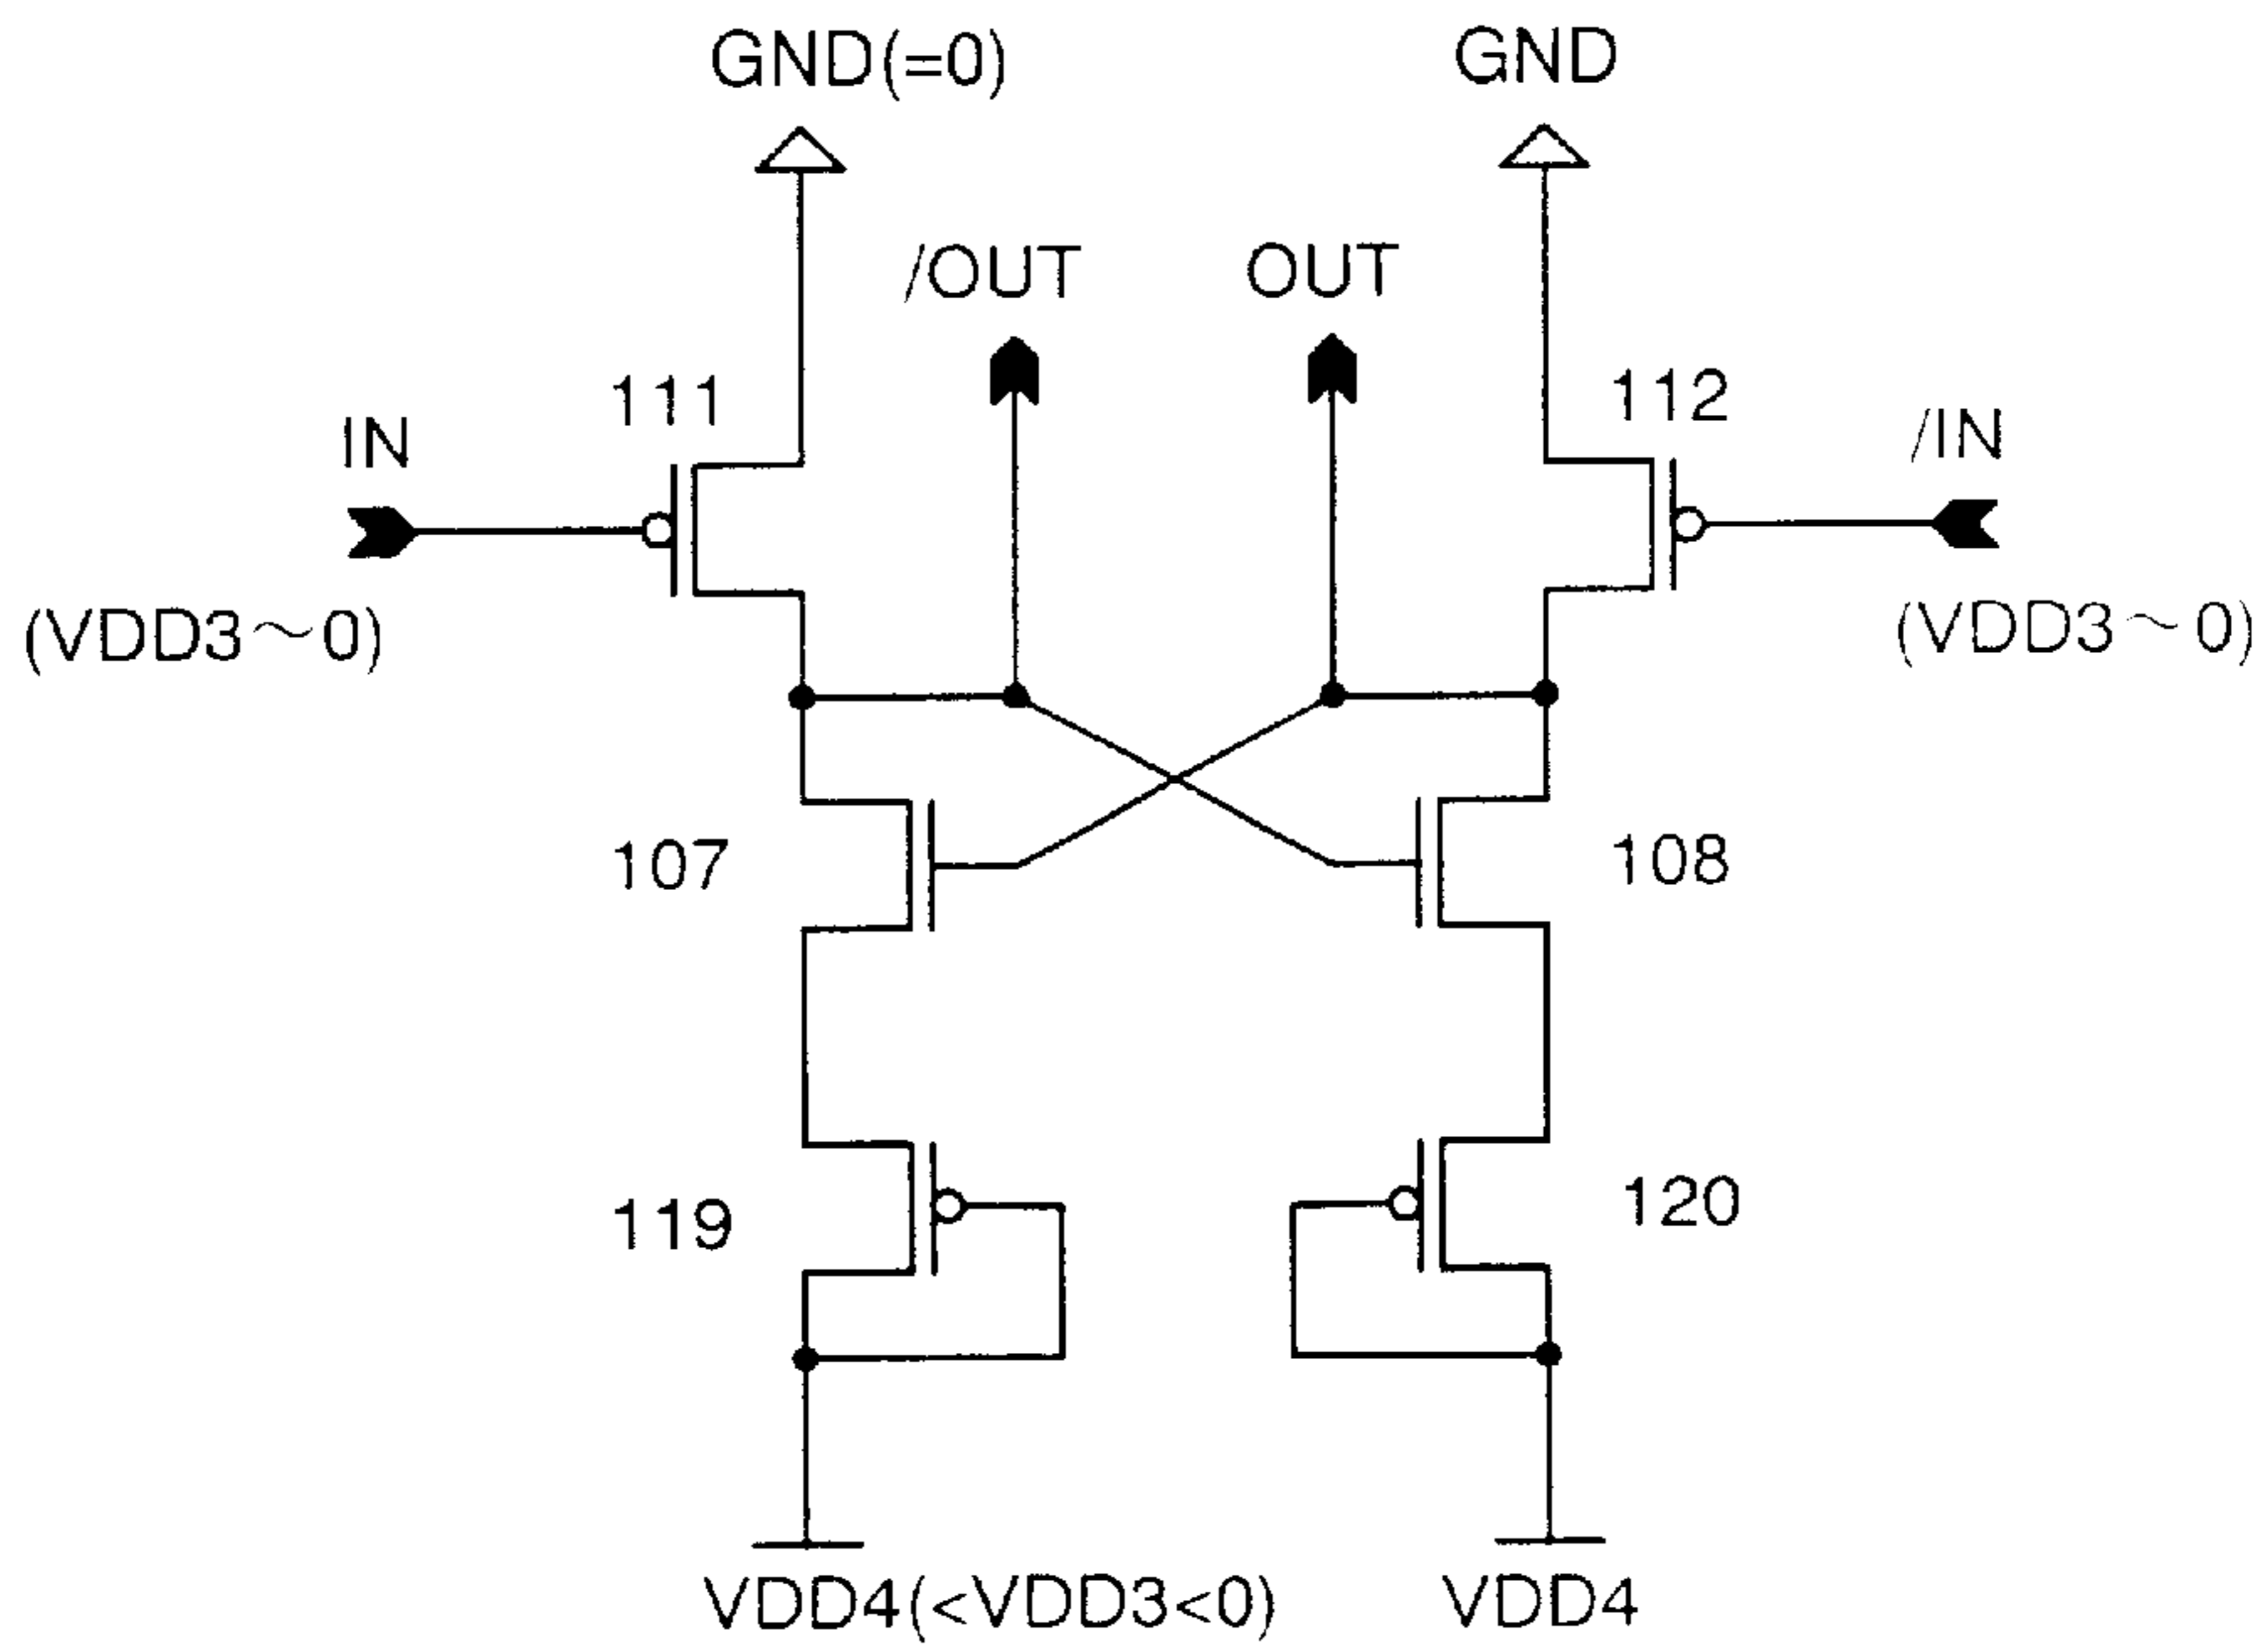 GND(=0)
GND
/OUT
OUT
111
112
IN
/IN
(VDD3～0)
(VDD3～0)
107
108
119
120
VDD4(<VDD3<0)
VDD4